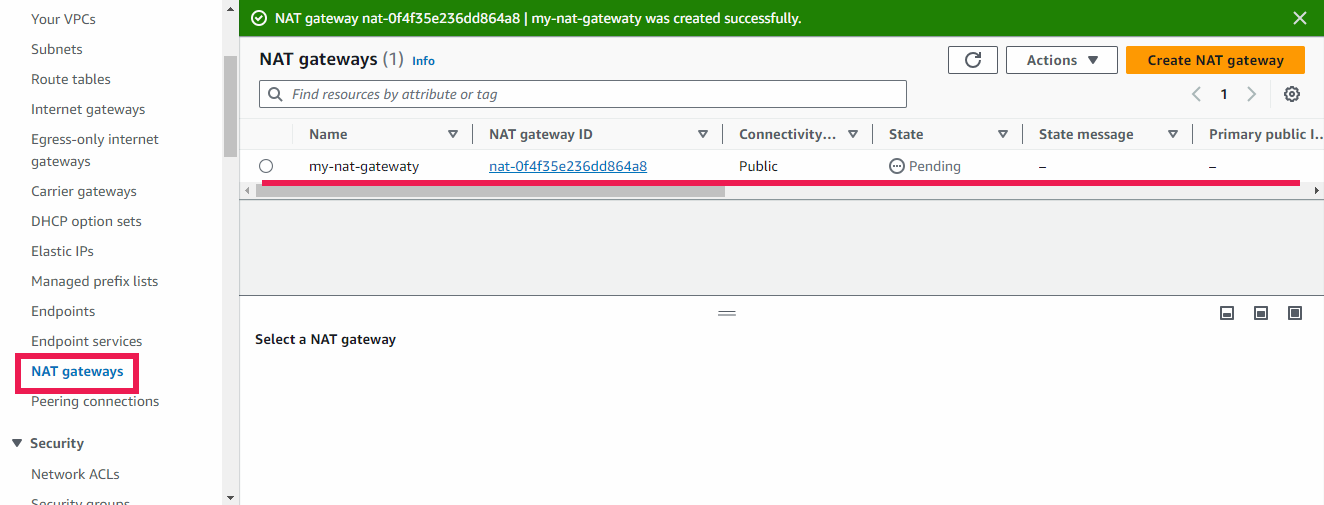 Your VPCs
Subnets
Route tables
Internet gateways
Egress-only internet
gateways
Carrier gateways
DHCP option sets
Elastic IPs
Managed prefix lists
Endpoints
Endpoint services
NAT gateways
Peering connections
Security
Network ACLs
Security groups
NAT gateway nat-0f4f35e236dd864a8 | my-nat-gatewaty was created successfully.
NAT gateways (1) Info
Actions
Create NAT gateway
Find resources by attribute or tag
1
Name NAT gateway ID Connectivity... State State message Primary public I...
my-nat-gatewaty nat-0f4f35e236dd864a8 Public Pending – –
Select a NAT gateway